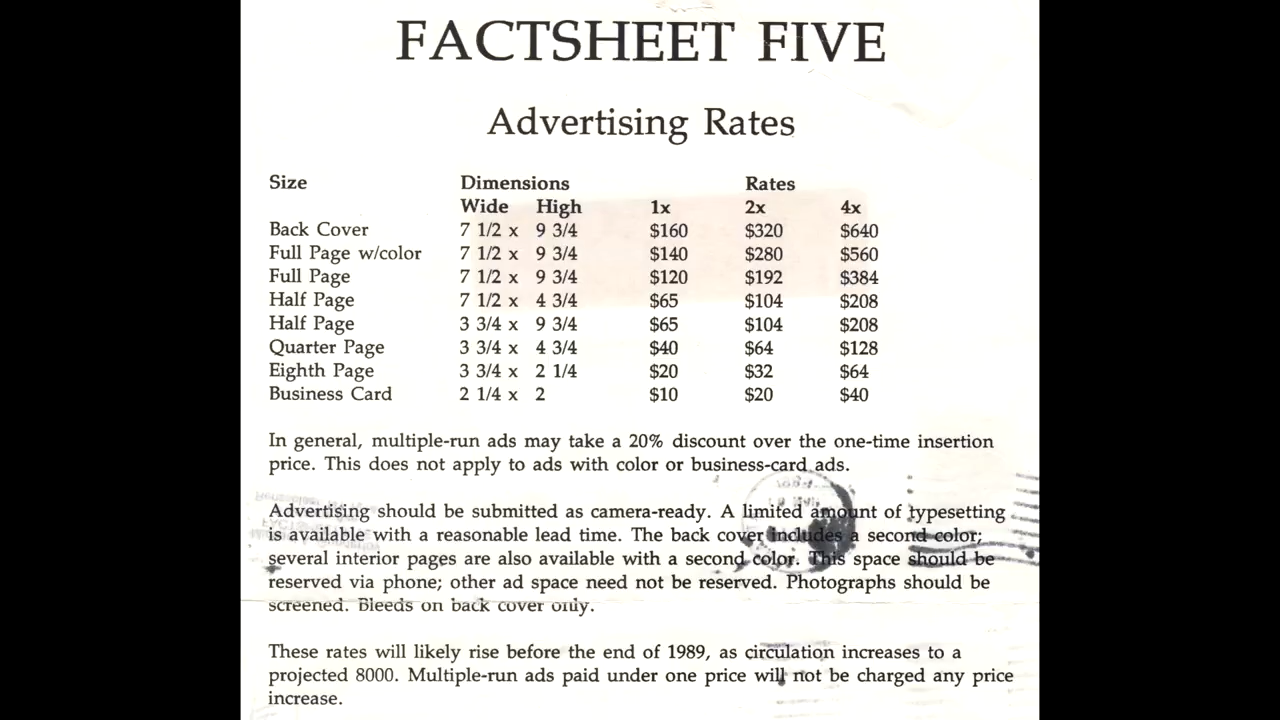 FACTSHEET FIVE
Advertising Rates
Size Dimensions Rates
Wide High 1x 2x 4x
Back Cover 7 1/2 x 9 3/4 $160 $320 $640
Full Page w/color 7 1/2 x 9 3/4 $140 $280 $560
Full Page 7 1/2 x 9 3/4 $120 $192 $384
Half Page 7 1/2 x 4 3/4 $65 $104 $208
Half Page 3 3/4 x 9 3/4 $65 $104 $208
Quarter Page 3 3/4 x 4 3/4 $40 $64 $128
Eighth Page 3 3/4 x 2 1/4 $20 $32 $64
Business Card 2 1/4 x 2 $10 $20 $40
In general, multiple-run ads may take a 20% discount over the one-time insertion
price. This does not apply to ads with color or business-card ads.
Advertising should be submitted as camera-ready. A limited amount of typesetting
is available with a reasonable lead time. The back cover includes a second color;
several interior pages are also available with a second color. This space should be
reserved via phone; other ad space need not be reserved. Photographs should be
screened. Bleeds on back cover only.
These rates will likely rise before the end of 1989, as circulation increases to a
projected 8000. Multiple-run ads paid under one price will not be charged any price
increase.